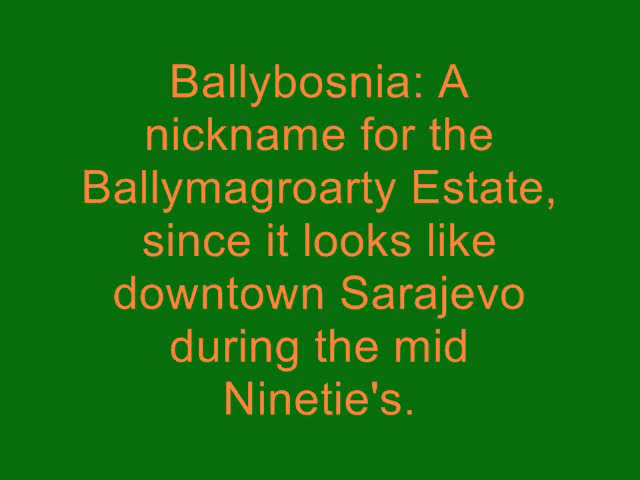 Ballybosnia: A
nickname for the
Ballymagroarty Estate,
since it looks like
downtown Sarajevo
during the mid
Ninetie's.